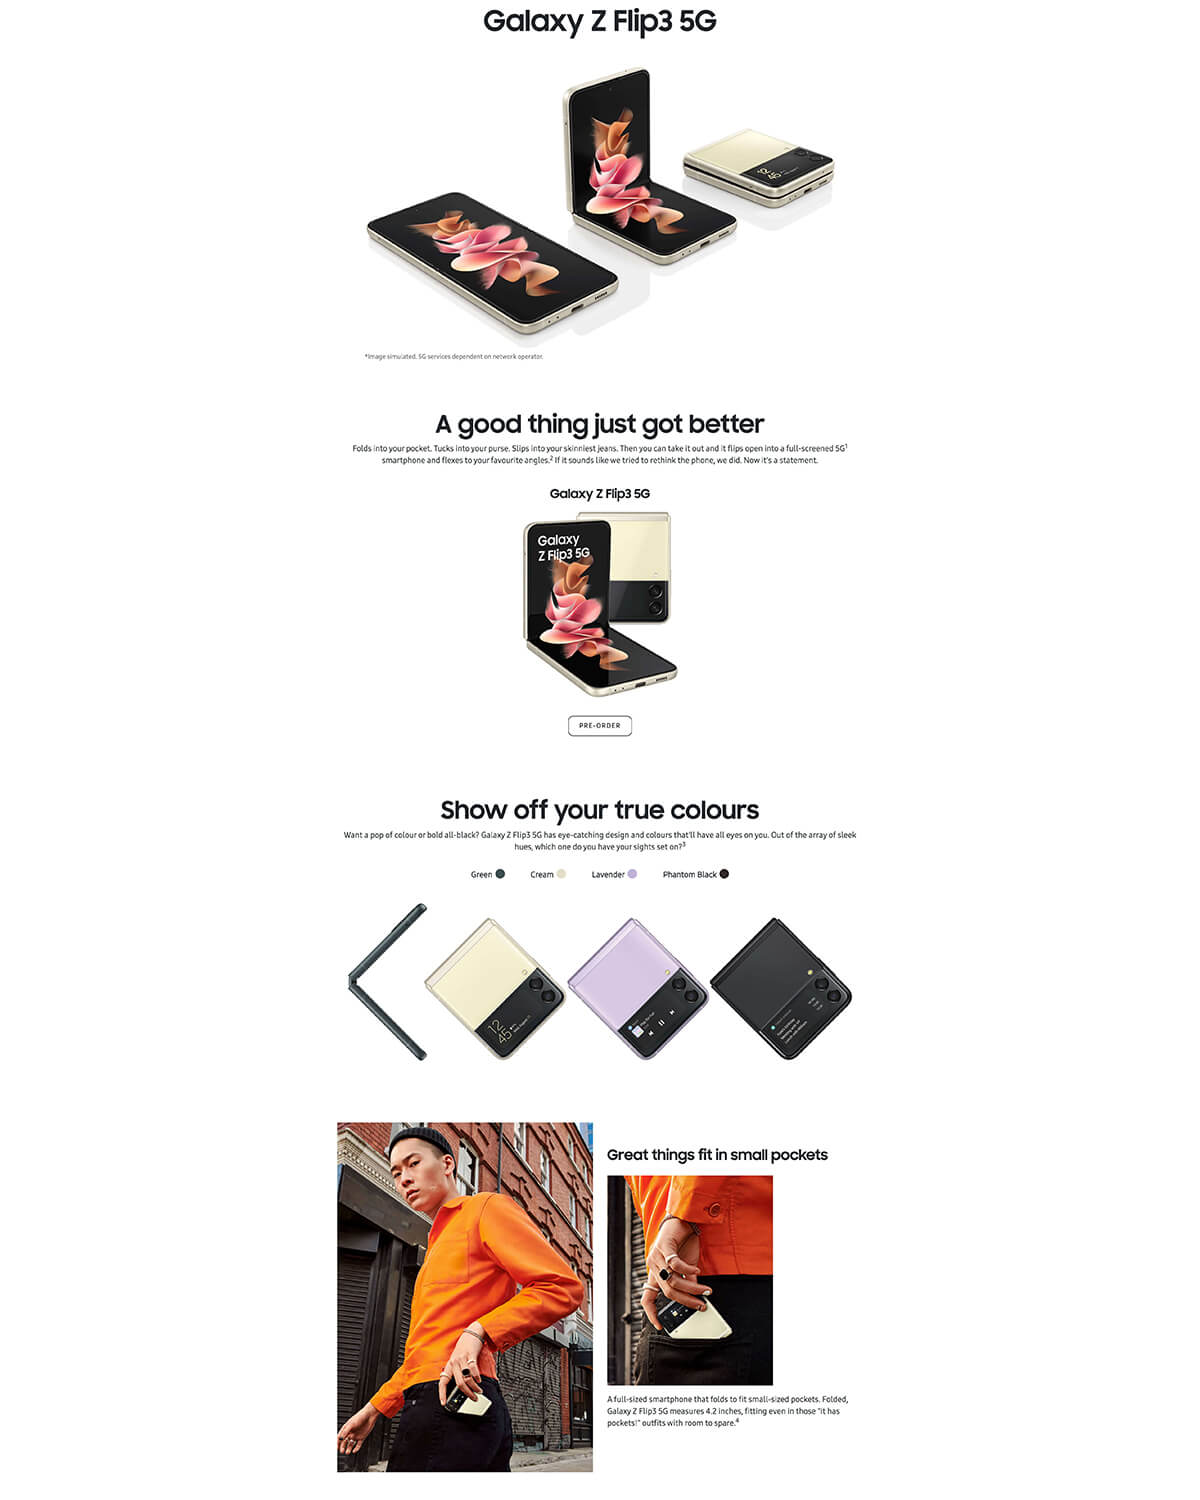 Galaxy Z Flip3 5G
12
45
*Image simulated. 5G services dependent on network operator.
A good thing just got better
Folds into your pocket. Tucks into your purse. Slips into your skinniest jeans. Then you can take it out and it flips open into a full-screened 5G¹
smartphone and flexes to your favourite angles.² If it sounds like we tried to rethink the phone, we did. Now it's a statement.
Galaxy Z Flip3 5G
Galaxy
Z Flip3 5G
PRE-ORDER
Show off your true colours
Want a pop of colour or bold all-black? Galaxy Z Flip3 5G has eye-catching design and colours that'll have all eyes on you. Out of the array of sleek
hues, which one do you have your sights set on?³
Green
Cream
Lavender
Phantom Black
12
45
Great things fit in small pockets
A full-sized smartphone that folds to fit small-sized pockets. Folded,
Galaxy Z Flip3 5G measures 4.2 inches, fitting even in those "it has
pockets!" outfits with room to spare.⁴